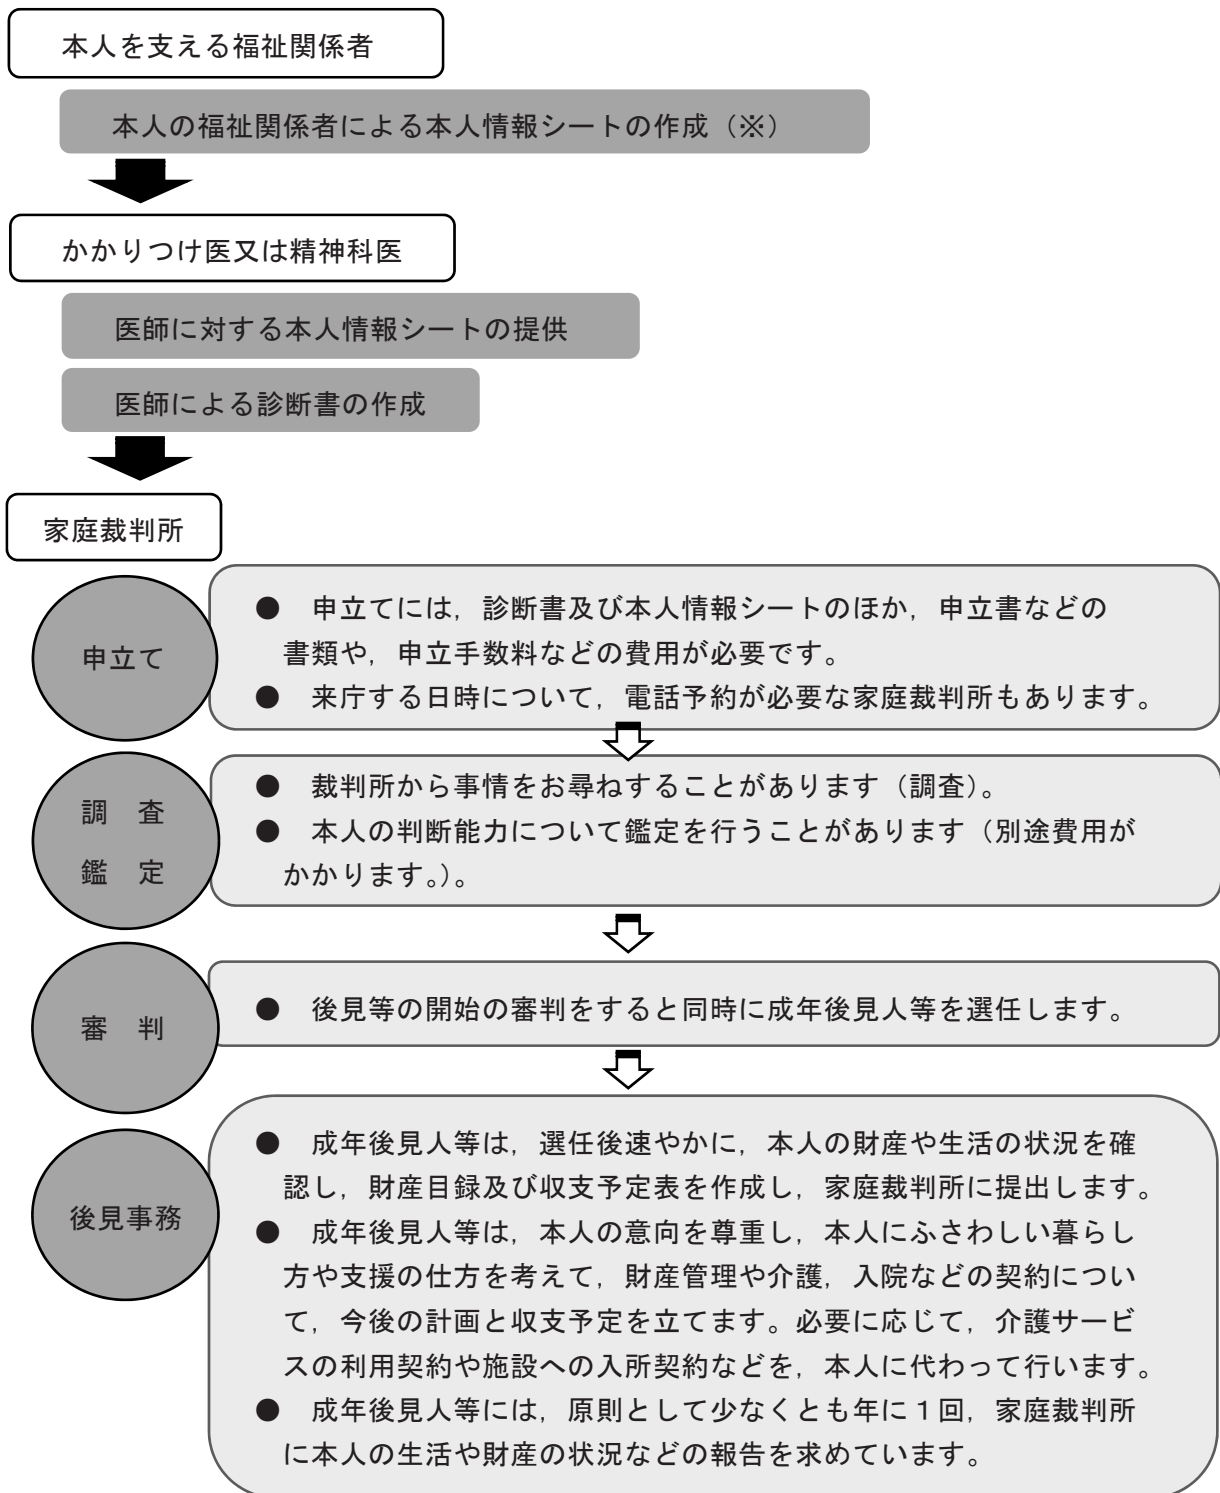 本人を支える福祉関係者
本人の福祉関係者による本人情報シートの作成（※）
かかりつけ医又は精神科医
医師に対する本人情報シートの提供
医師による診断書の作成
家庭裁判所
申立て
●　申立てには，診断書及び本人情報シートのほか，申立書などの
書類や，申立手数料などの費用が必要です。
●　来庁する日時について，電話予約が必要な家庭裁判所もあります。
調　査
鑑　定
●　裁判所から事情をお尋ねすることがあります（調査）。
●　本人の判断能力について鑑定を行うことがあります（別途費用が
かかります。）。
審　判
●　後見等の開始の審判をすると同時に成年後見人等を選任します。
後見事務
●　成年後見人等は，選任後速やかに，本人の財産や生活の状況を確
認し，財産目録及び収支予定表を作成し，家庭裁判所に提出します。
●　成年後見人等は，本人の意向を尊重し，本人にふさわしい暮らし
方や支援の仕方を考えて，財産管理や介護，入院などの契約につい
て，今後の計画と収支予定を立てます。必要に応じて，介護サービ
スの利用契約や施設への入所契約などを，本人に代わって行います。
●　成年後見人等には，原則として少なくとも年に１回，家庭裁判所
に本人の生活や財産の状況などの報告を求めています。